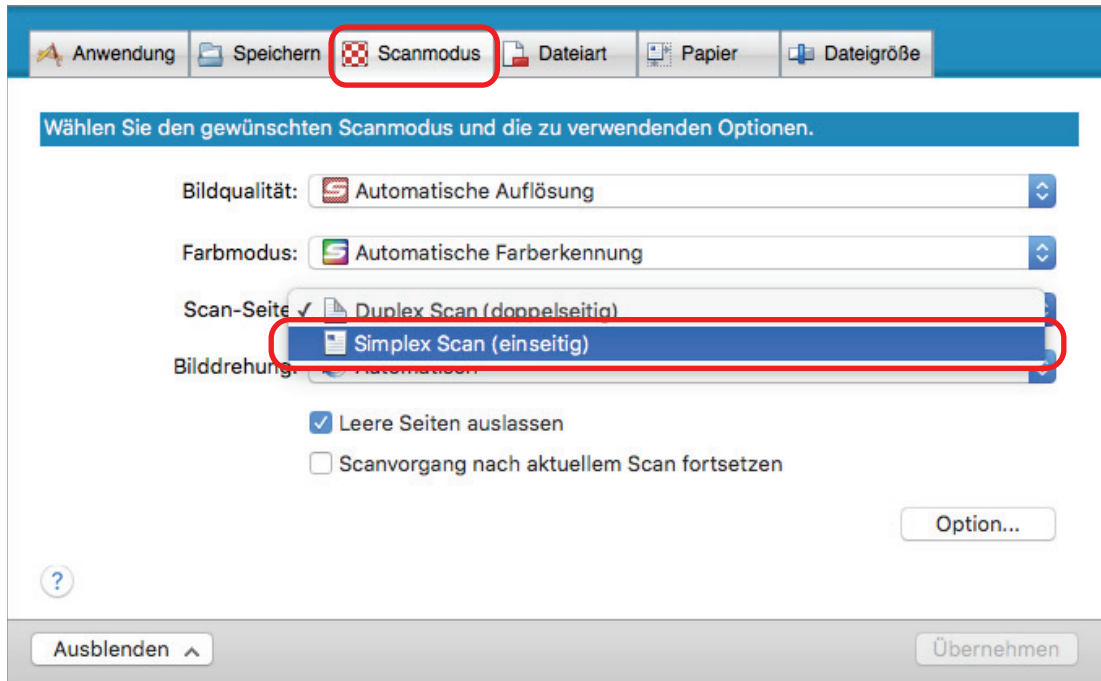 Anwendung Speichern Scanmodus Dateiart Papier Dateigröße
Wählen Sie den gewünschten Scanmodus und die zu verwendenden Optionen.
Bildqualität: Automatische Auflösung
Farbmodus: Automatische Farberkennung
Scan-Seite ✓ Duplex Scan (doppelseitig)
Simplex Scan (einseitig)
Bilddrehung: Automatisch
Leere Seiten auslassen
Scanvorgang nach aktuellem Scan fortsetzen
Option...
?
Ausblenden Übernehmen